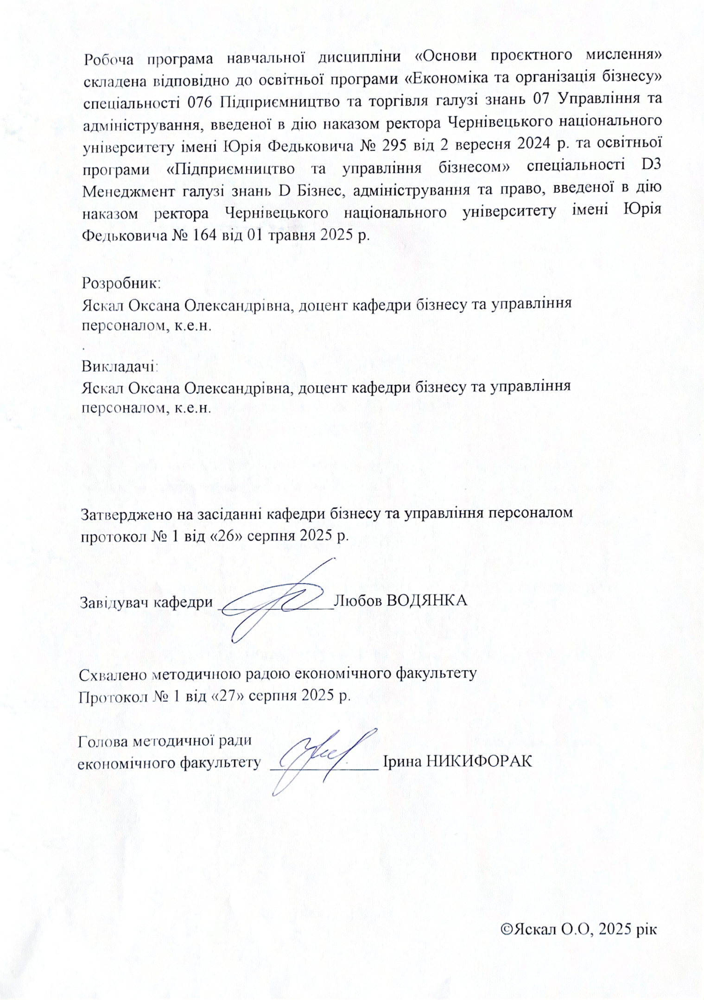 Робоча програма навчальної дисципліни «Основи проєктного мислення»
складена відповідно до освітньої програми «Економіка та організація бізнесу»
спеціальності 076 Підприємництво та торгівля галузі знань 07 Управління та
адміністрування, введеної в дію наказом ректора Чернівецького національного
університету імені Юрія Федьковича № 295 від 2 вересня 2024 р. та освітньої
програми «Підприємництво та управління бізнесом» спеціальності D3
Менеджмент галузі знань D Бізнес, адміністрування та право, введеної в дію
наказом ректора Чернівецького національного університету імені Юрія
Федьковича № 164 від 01 травня 2025 р.
Розробник:
Яскал Оксана Олександрівна, доцент кафедри бізнесу та управління
персоналом, к.е.н.
.
Викладачі:
Яскал Оксана Олександрівна, доцент кафедри бізнесу та управління
персоналом, к.е.н.
Затверджено на засіданні кафедри бізнесу та управління персоналом
протокол № 1 від «26» серпня 2025 р.
Завідувач кафедри ______________Любов ВОДЯНКА
Схвалено методичною радою економічного факультету
Протокол № 1 від «27» серпня 2025 р.
Голова методичної ради
економічного факультету _____________ Ірина НИКИФОРАК
©Яскал О.О, 2025 рік